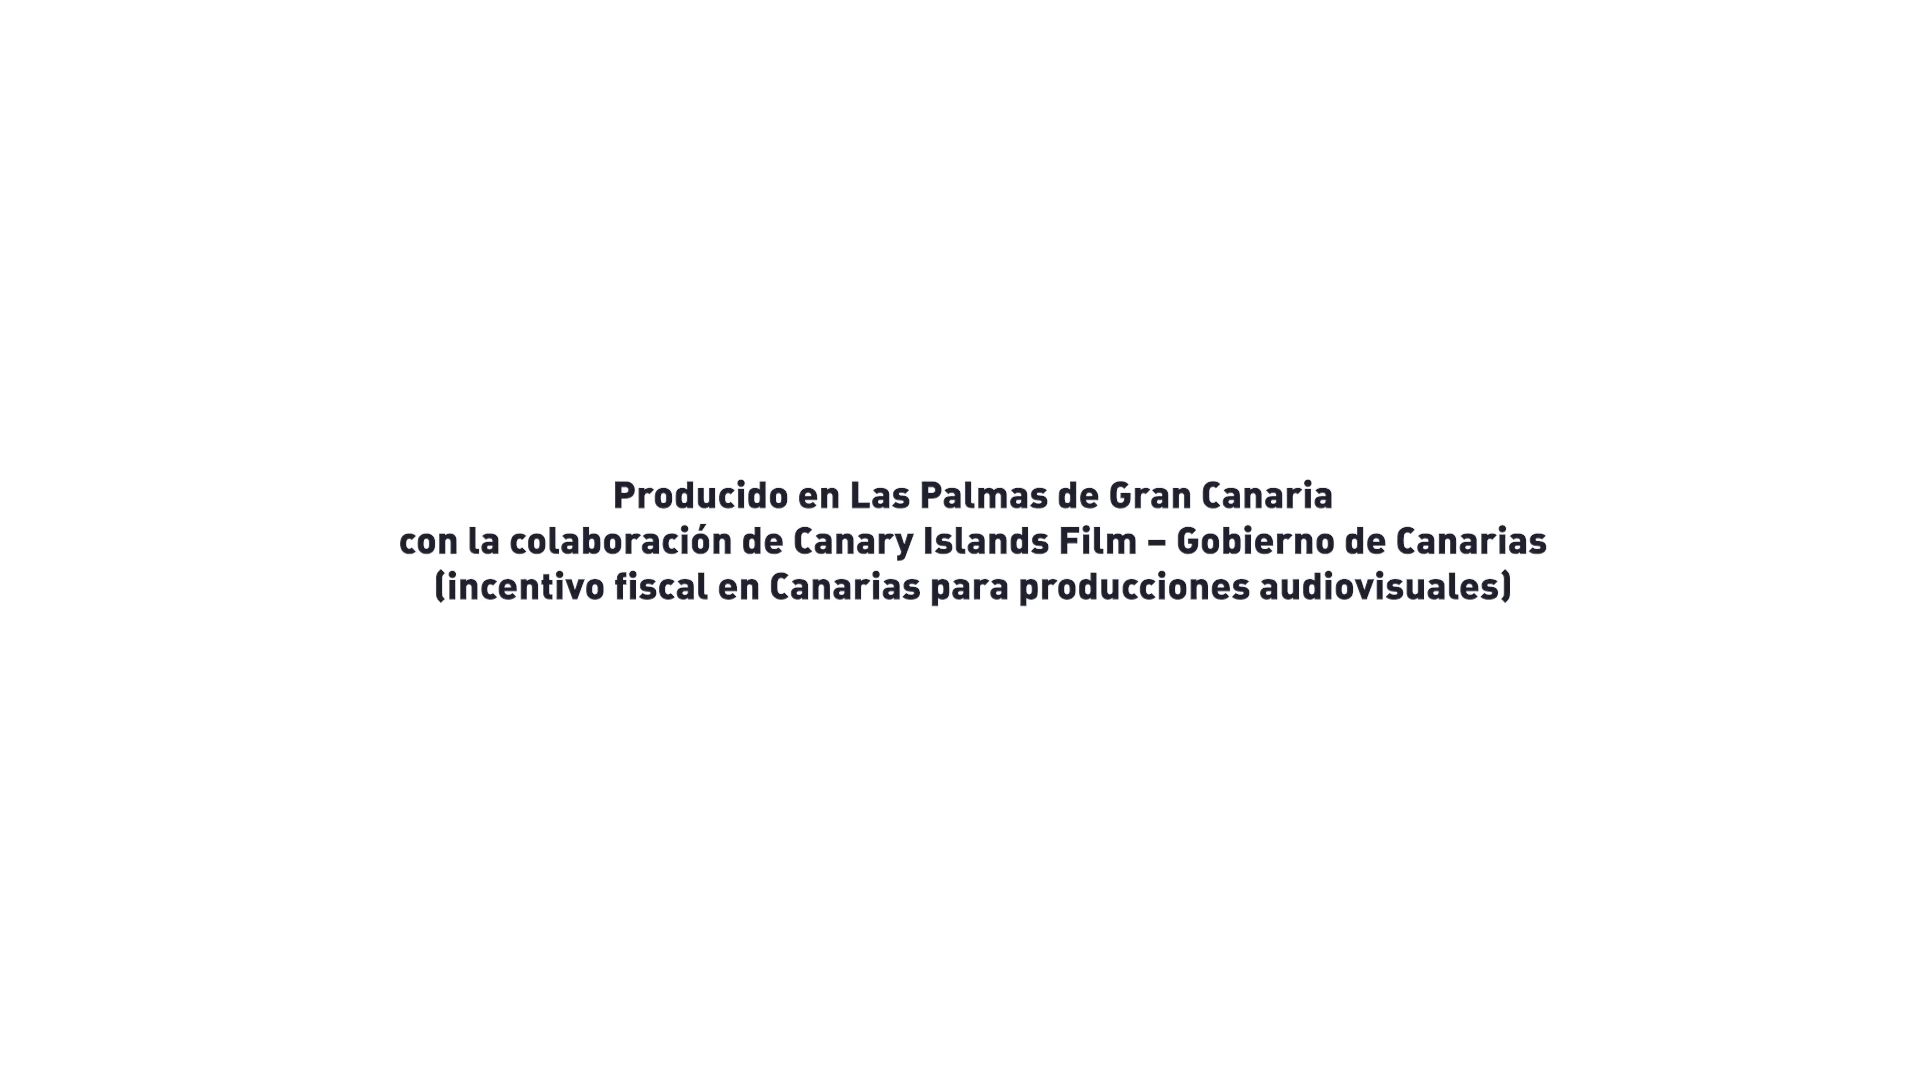 Producido en Las Palmas de Gran Canaria
con la colaboración de Canary Islands Film – Gobierno de Canarias
(incentivo fiscal en Canarias para producciones audiovisuales)